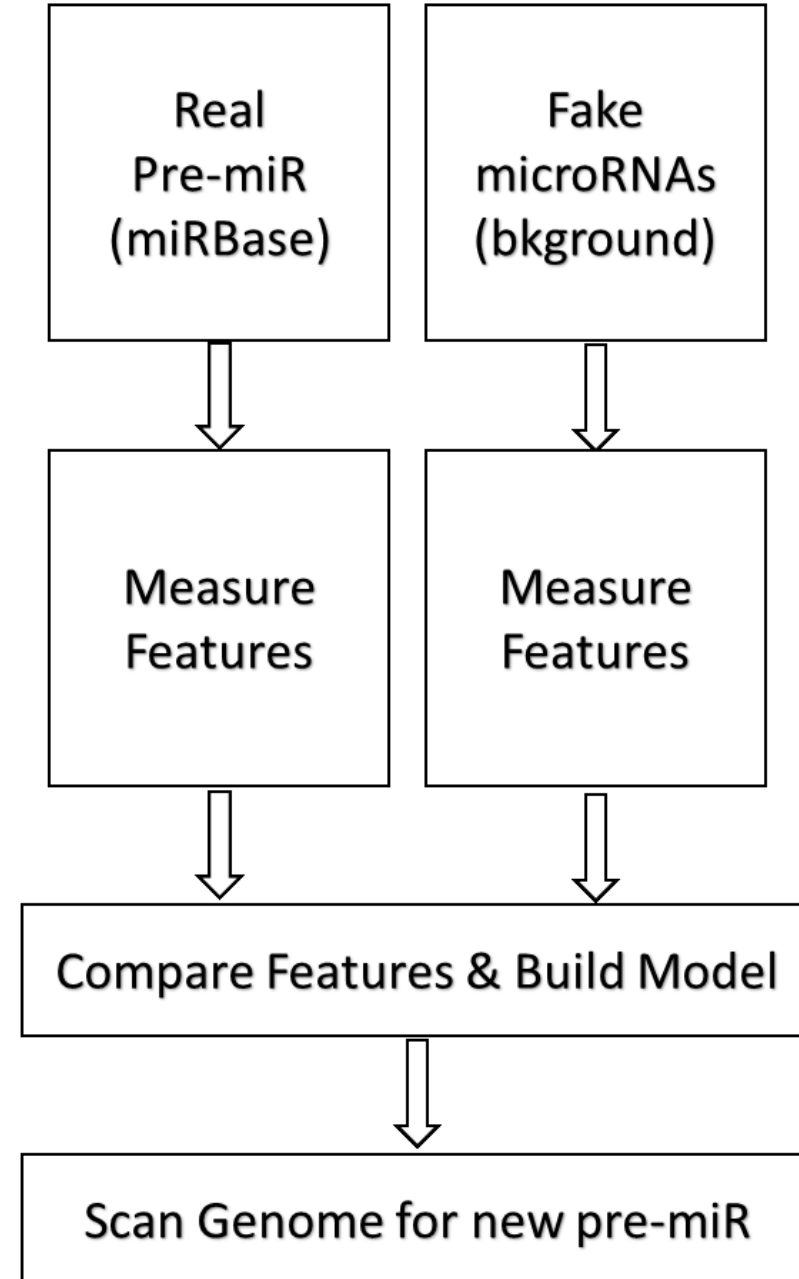 Real
Pre-miR
(miRBase)
Fake
microRNAs
(bkground)
Measure
Features
Measure
Features
Compare Features & Build Model
Scan Genome for new pre-miR